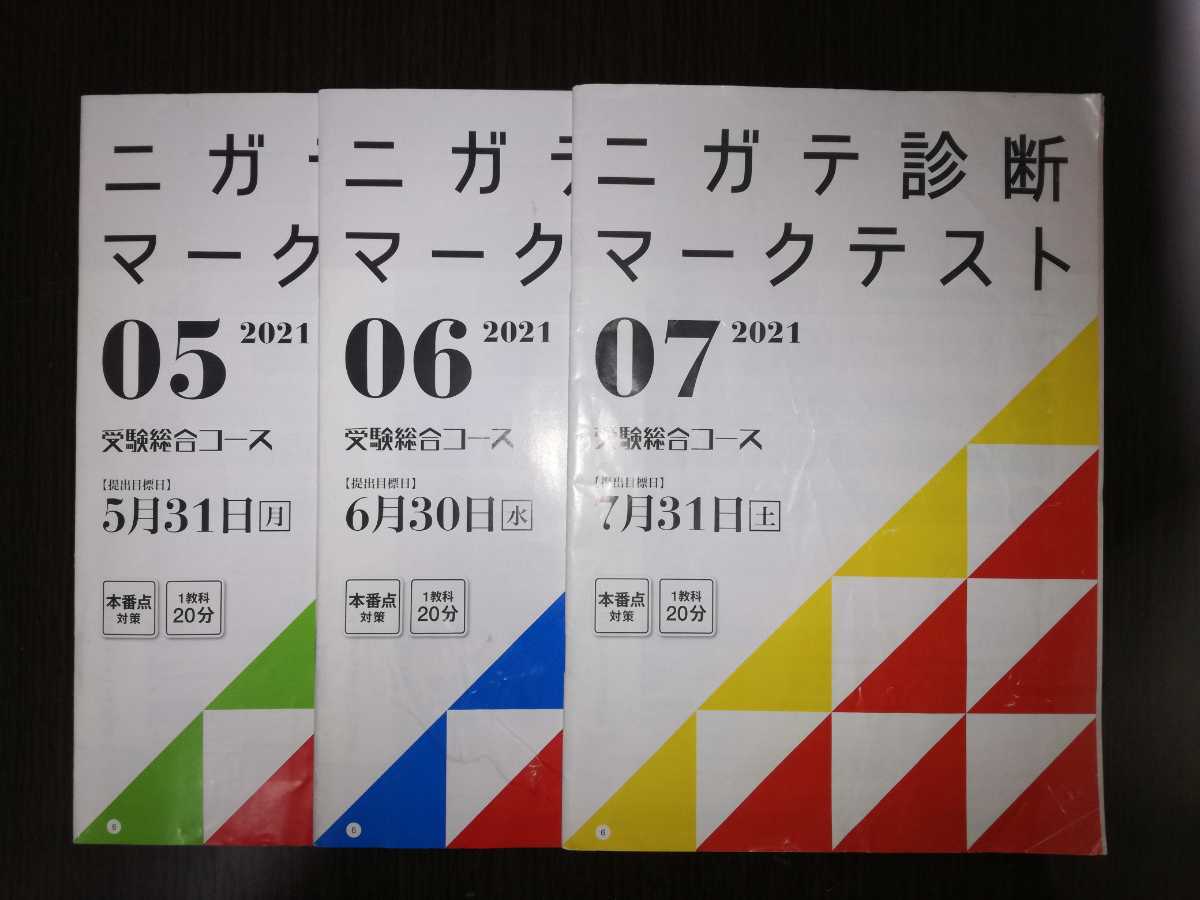 ニガテ
マーク
05 2021
受験総合コース
【提出目標日】
5月31日 月
本番点
対策
1教科
20分
6
ニガテ
マーク
06 2021
受験総合コース
【提出目標日】
6月30日 水
本番点
対策
1教科
20分
6
ニガテ診断
マークテスト
07 2021
受験総合コース
【提出目標日】
7月31日 土
本番点
対策
1教科
20分
6